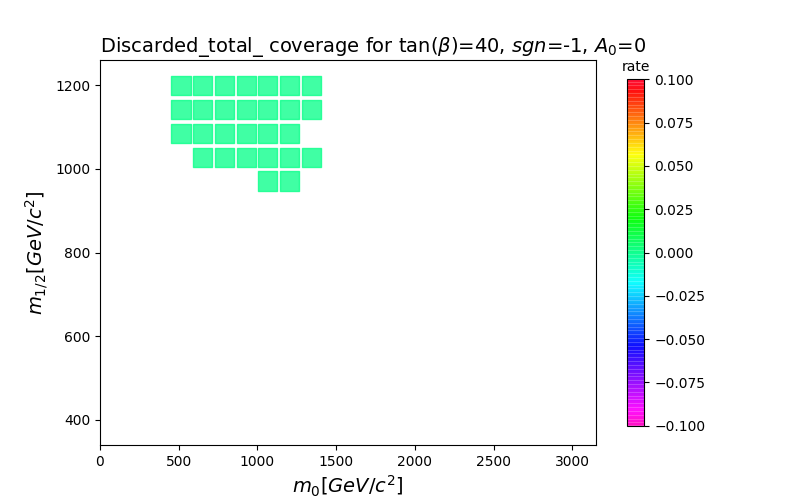 Discarded_total_ coverage for tan(β)=40, sgn=-1, A₀=0
rate
0.100
0.075
0.050
0.025
0.000
−0.025
−0.050
−0.075
−0.100
1200
1000
800
600
400
m₁/₂[GeV/c²]
0 500 1000 1500 2000 2500 3000
m₀[GeV/c²]